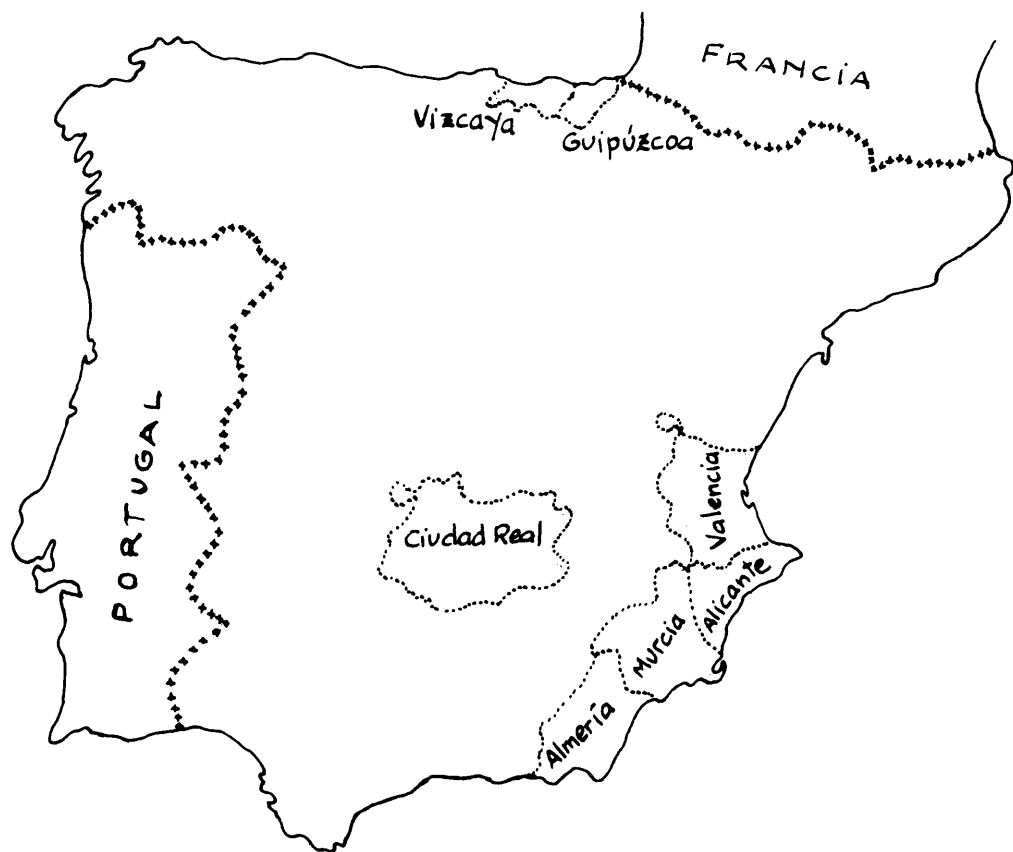 FRANCIA
Vizcaya
Guipúzcoa
PORTUGAL
Ciudad Real
Valencia
Alicante
Murcia
Almería